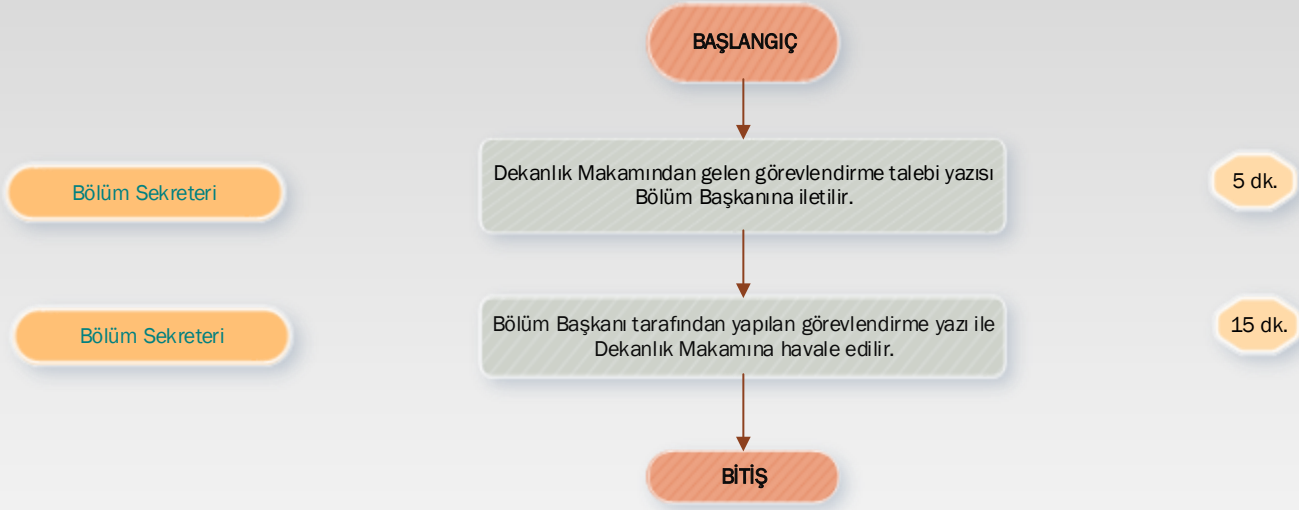 BAŞLANGIÇ
Bölüm Sekreteri
Dekanlık Makamından gelen görevlendirme talebi yazısı
Bölüm Başkanına iletilir.
5 dk.
Bölüm Sekreteri
Bölüm Başkanı tarafından yapılan görevlendirme yazı ile
Dekanlık Makamına havale edilir.
15 dk.
BİTİŞ